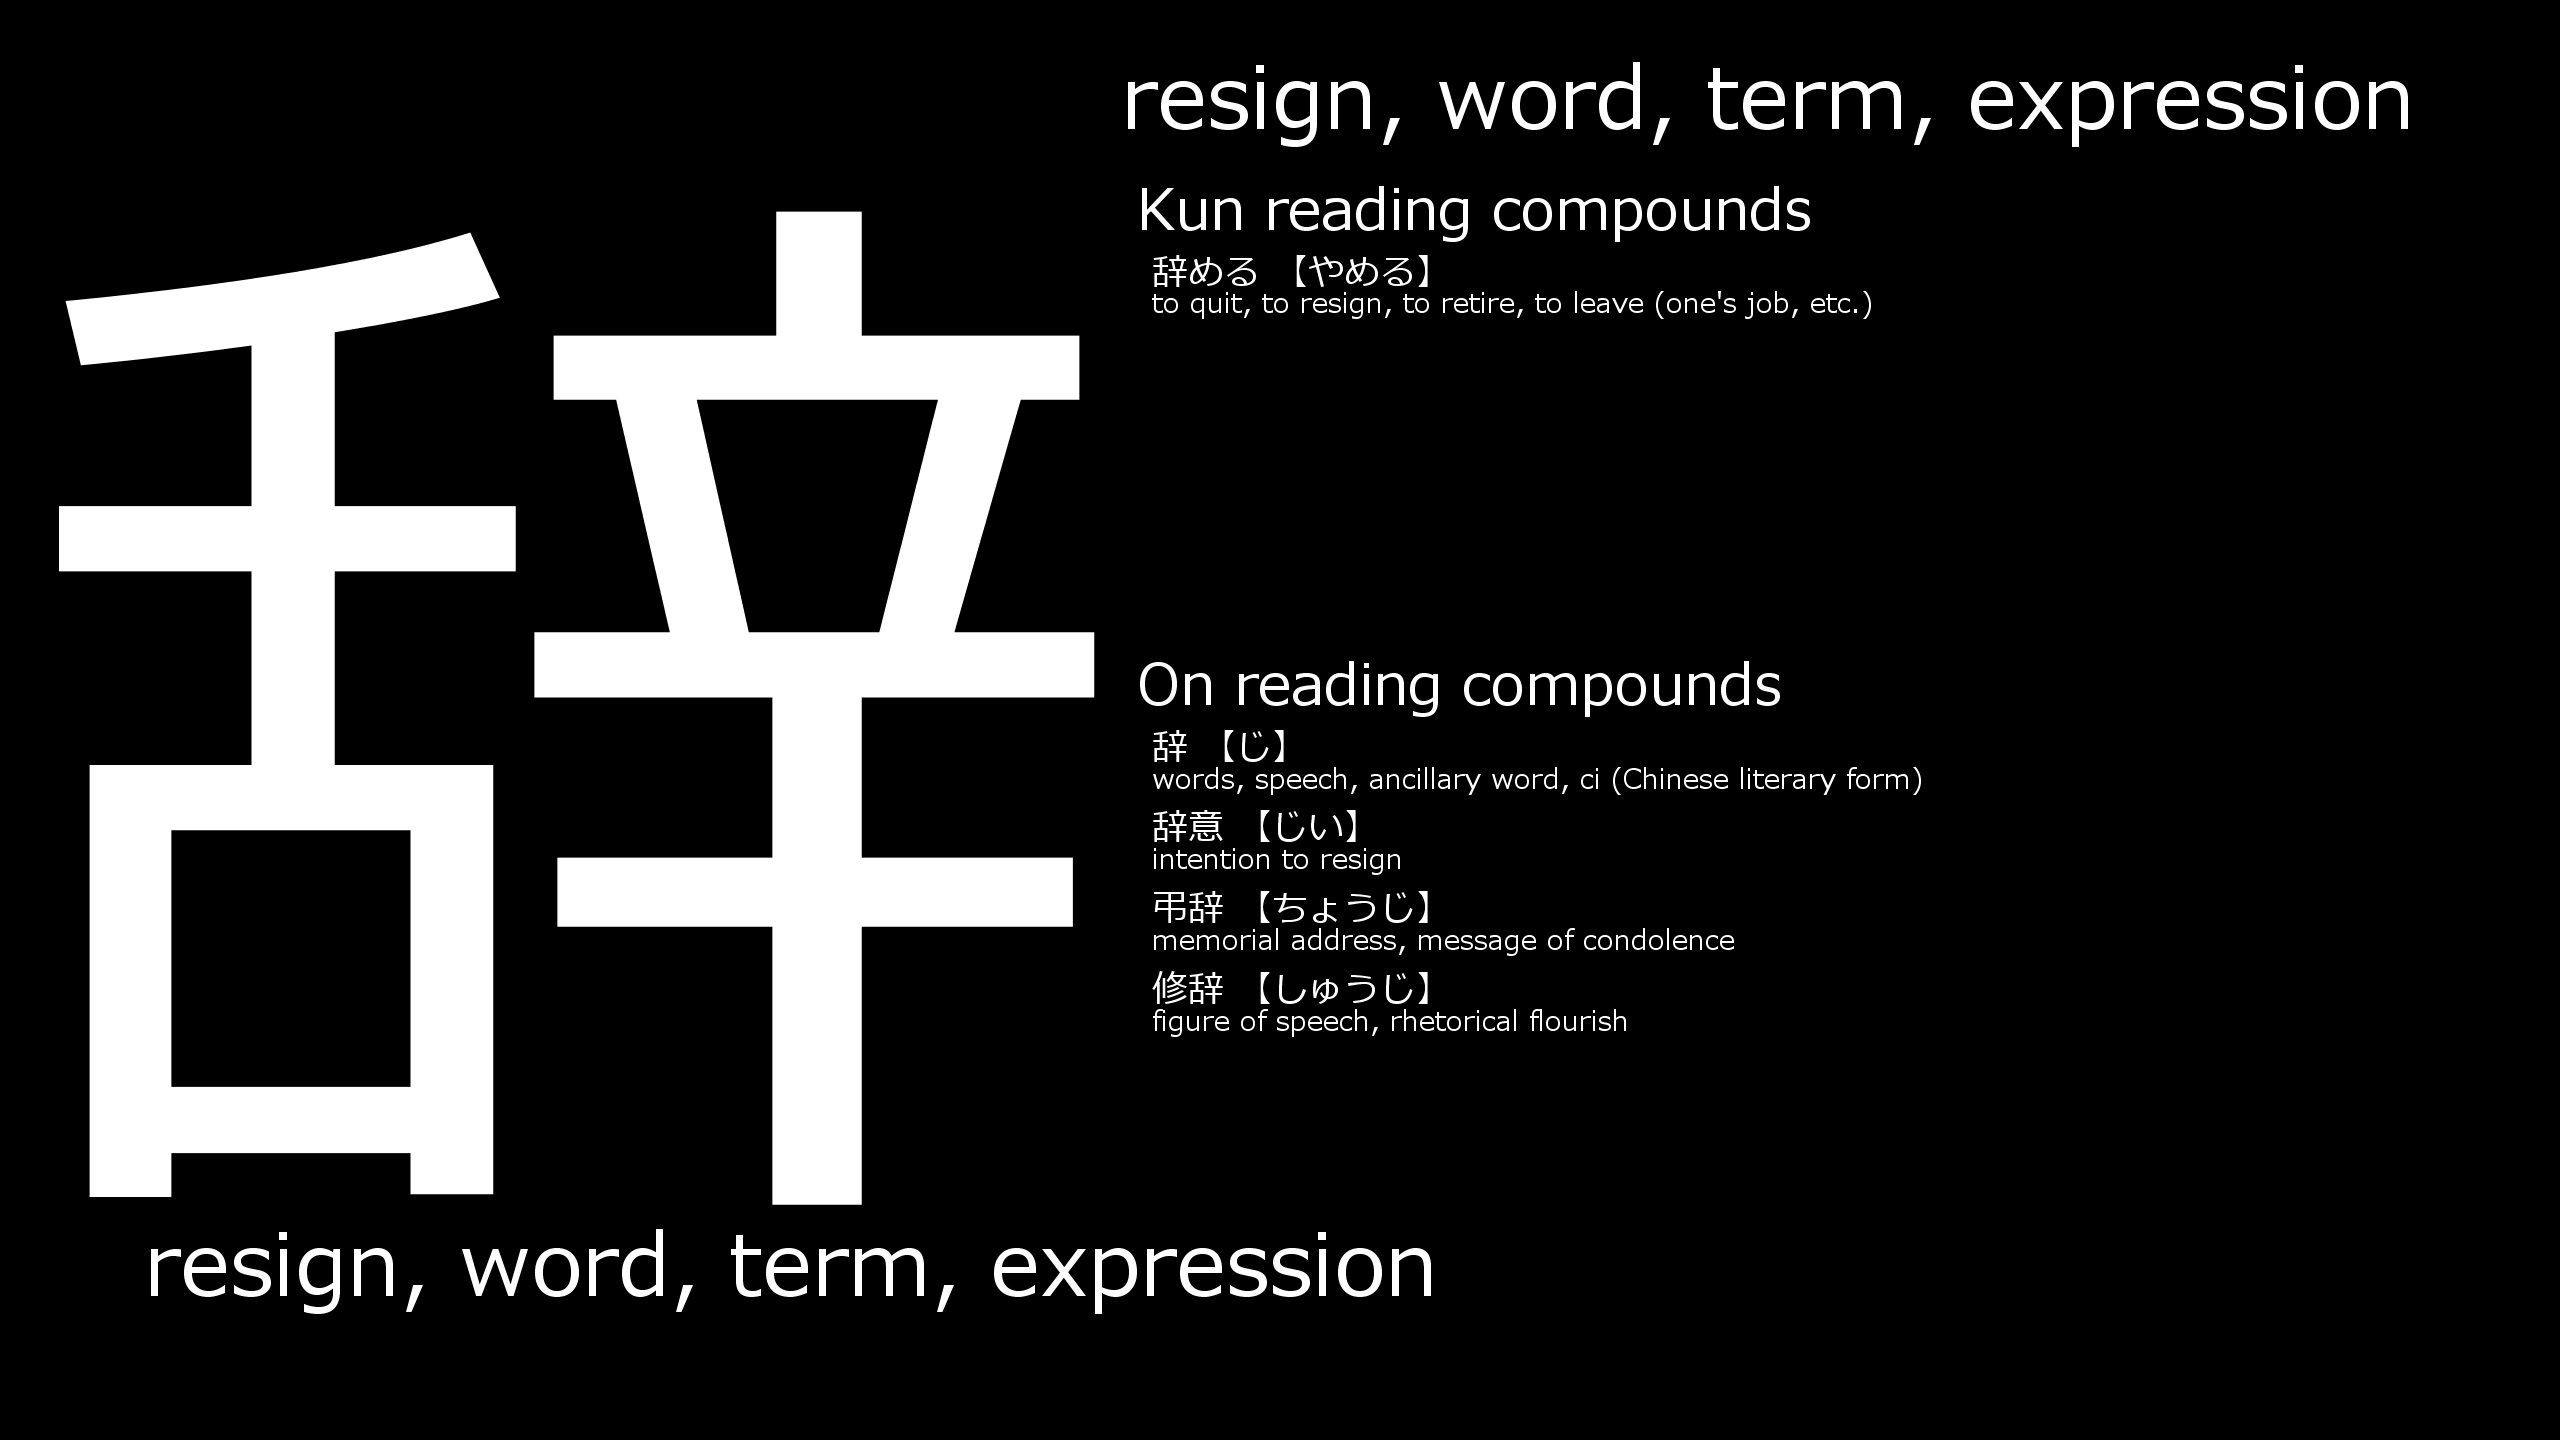 辞
resign, word, term, expression
Kun reading compounds
辞める 【やめる】
to quit, to resign, to retire, to leave (one's job, etc.)
On reading compounds
辞 【じ】
words, speech, ancillary word, ci (Chinese literary form)
辞意 【じい】
intention to resign
弔辞 【ちょうじ】
memorial address, message of condolence
修辞 【しゅうじ】
figure of speech, rhetorical flourish
resign, word, term, expression